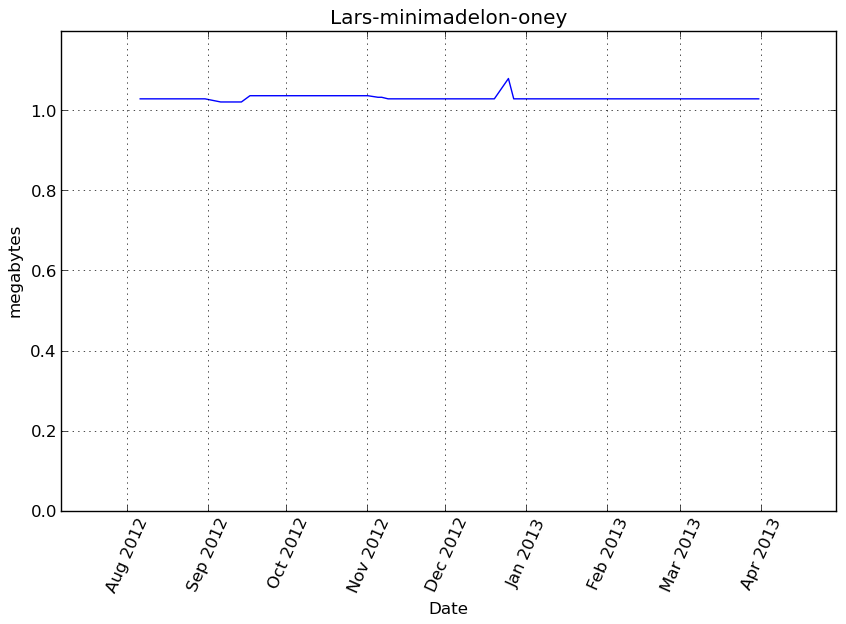 Lars-minimadelon-oney
megabytes
1.0
0.8
0.6
0.4
0.2
0.0
Aug 2012
Sep 2012
Oct 2012
Nov 2012
Dec 2012
Jan 2013
Feb 2013
Mar 2013
Apr 2013
Date